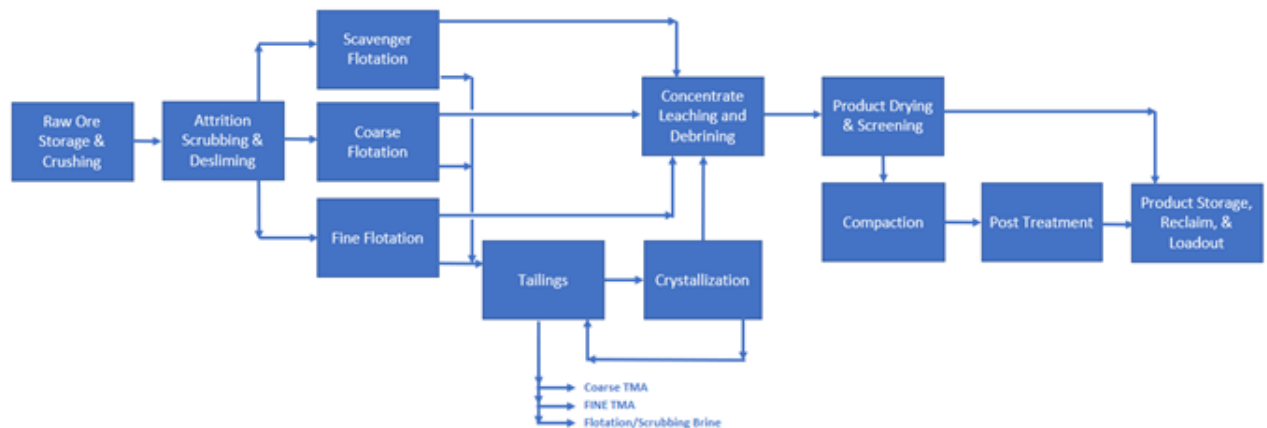 Scavenger
Flotation
Raw Ore
Storage &
Crushing
Attrition
Scrubbing &
Desliming
Coarse
Flotation
Concentrate
Leaching and
Debrining
Product Drying
& Screening
Fine Flotation
Compaction
Post Treatment
Product Storage,
Reclaim, &
Loadout
Tailings
Crystallization
Coarse TMA
FINE TMA
Flotation/Scrubbing Brine